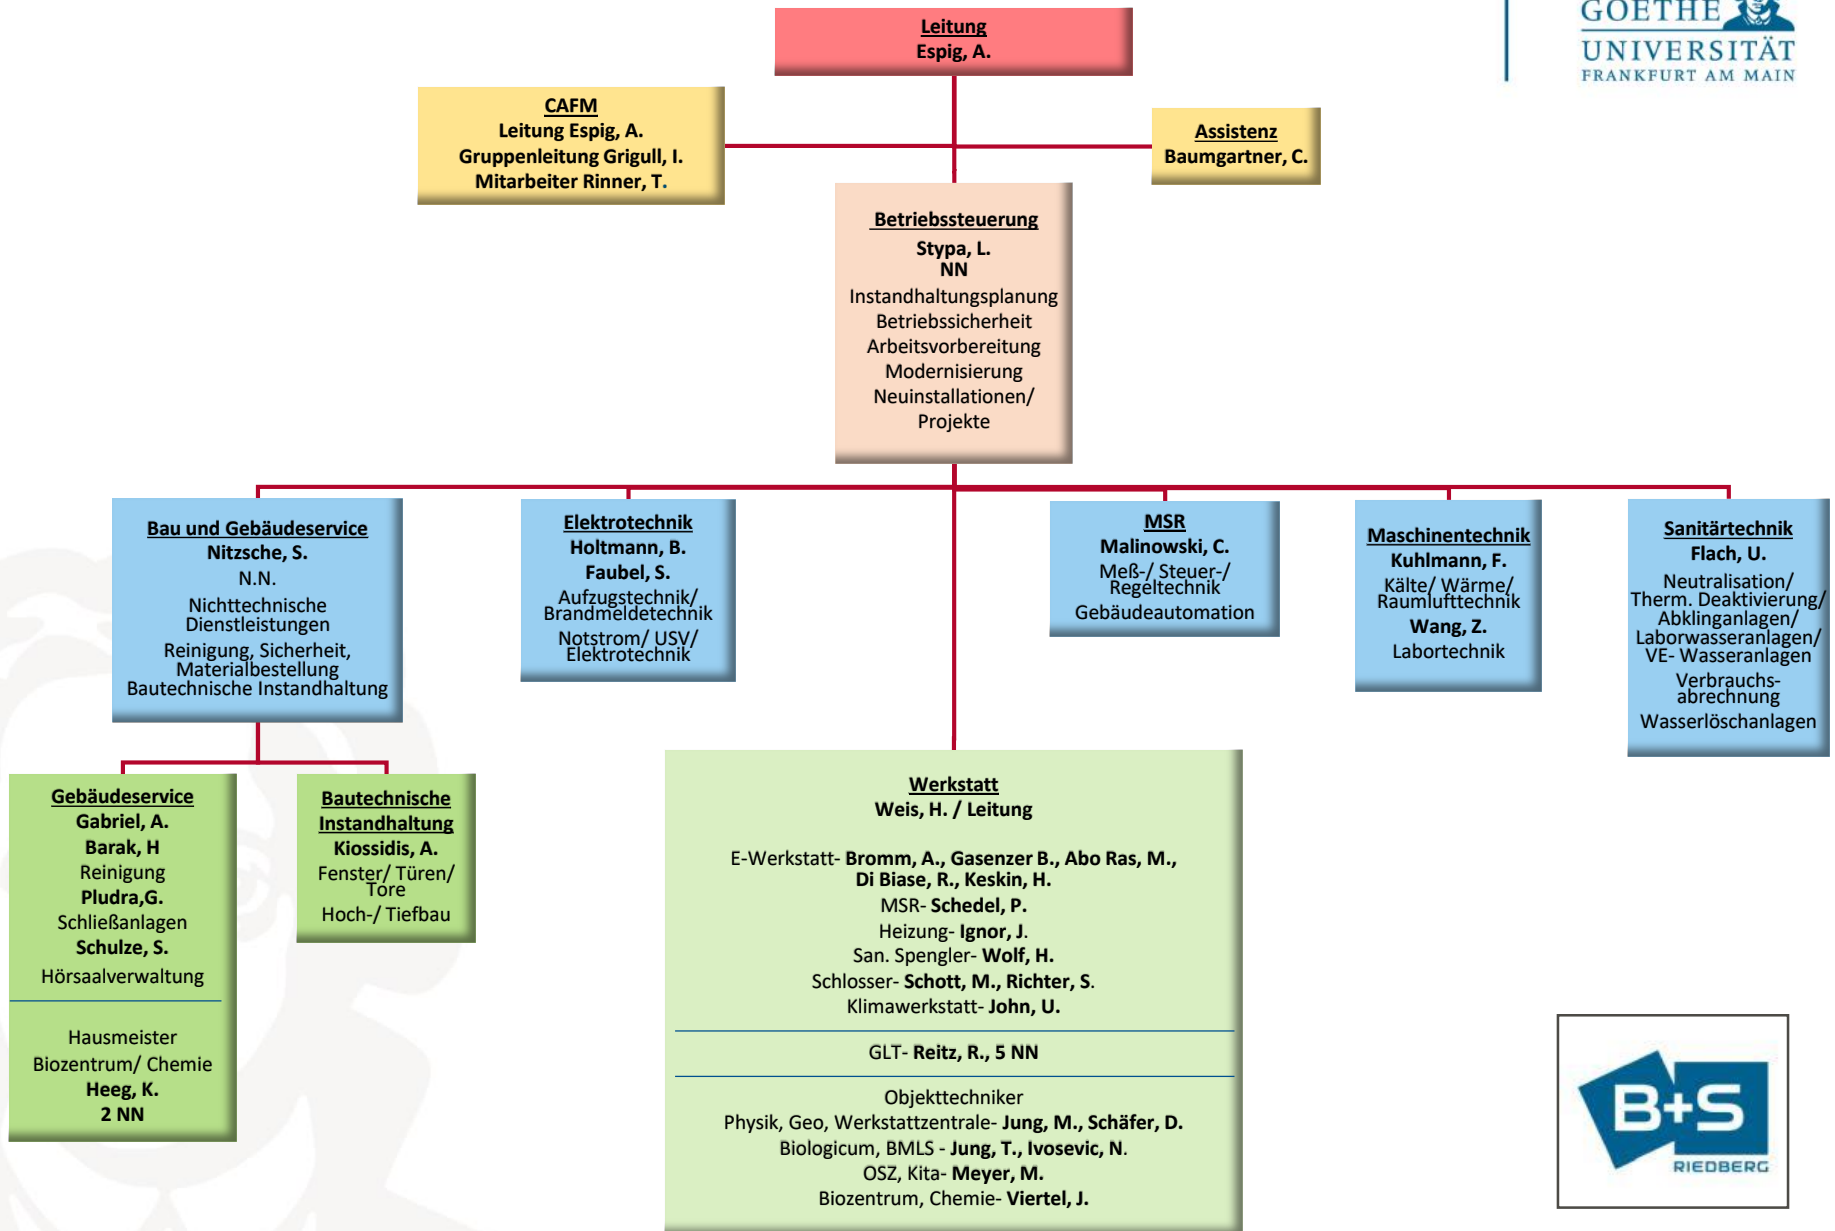 Leitung
Espig, A.
GOETHE
UNIVERSITÄT
FRANKFURT AM MAIN
CAFM
Leitung Espig, A.
Gruppenleitung Grigull, I.
Mitarbeiter Rinner, T.
Assistenz
Baumgartner, C.
Betriebssteuerung
Stypa, L.
NN
Instandhaltungsplanung
Betriebssicherheit
Arbeitsvorbereitung
Modernisierung
Neuinstallationen/
Projekte
Bau und Gebäudeservice
Nitzsche, S.
N.N.
Nichttechnische
Dienstleistungen
Reinigung, Sicherheit,
Materialbestellung
Bautechnische Instandhaltung
Elektrotechnik
Holtmann, B.
Faubel, S.
Aufzugstechnik/
Brandmeldetechnik
Notstrom/ USV/
Elektrotechnik
MSR
Malinowski, C.
Meß-/ Steuer-/
Regeltechnik
Gebäudeautomation
Maschinentechnik
Kuhlmann, F.
Kälte/ Wärme/
Raumlufttechnik
Wang, Z.
Labortechnik
Sanitärtechnik
Flach, U.
Neutralisation/
Therm. Deaktivierung/
Abklinganlagen/
Laborwasseranlagen/
VE- Wasseranlagen
Verbrauchs-
abrechnung
Wasserlöschanlagen
Gebäudeservice
Gabriel, A.
Barak, H
Reinigung
Pludra,G.
Schließanlagen
Schulze, S.
Hörsaalverwaltung
Hausmeister
Biozentrum/ Chemie
Heeg, K.
2 NN
Bautechnische
Instandhaltung
Kiossidis, A.
Fenster/ Türen/
Tore
Hoch-/ Tiefbau
Werkstatt
Weis, H. / Leitung
E-Werkstatt- Bromm, A., Gasenzer B., Abo Ras, M.,
Di Biase, R., Keskin, H.
MSR- Schedel, P.
Heizung- Ignor, J.
San. Spengler- Wolf, H.
Schlosser- Schott, M., Richter, S.
Klimawerkstatt- John, U.
GLT- Reitz, R., 5 NN
Objekttechniker
Physik, Geo, Werkstattzentrale- Jung, M., Schäfer, D.
Biologicum, BMLS - Jung, T., Ivosevic, N.
OSZ, Kita- Meyer, M.
Biozentrum, Chemie- Viertel, J.
B+S
RIEDBERG